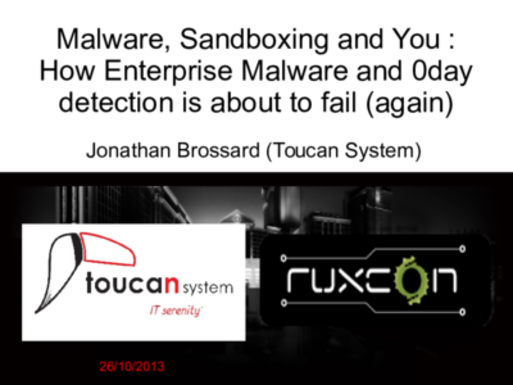 Malware, Sandboxing and You :
How Enterprise Malware and 0day
detection is about to fail (again)
Jonathan Brossard (Toucan System)
toucan system
IT serenity
ruxcon
26/10/2013